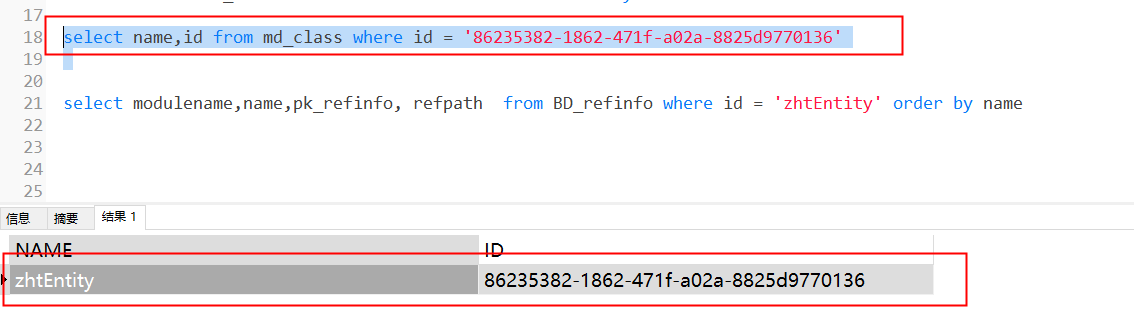 17
18 select name,id from md_class where id = '86235382-1862-471f-a02a-8825d9770136'
19
20
21 select modulename,name,pk_refinfo, refpath  from BD_refinfo where id = 'zhtEntity' order by name
22
23
24
25
信息 摘要 结果 1
NAME ID
zhtEntity 86235382-1862-471f-a02a-8825d9770136